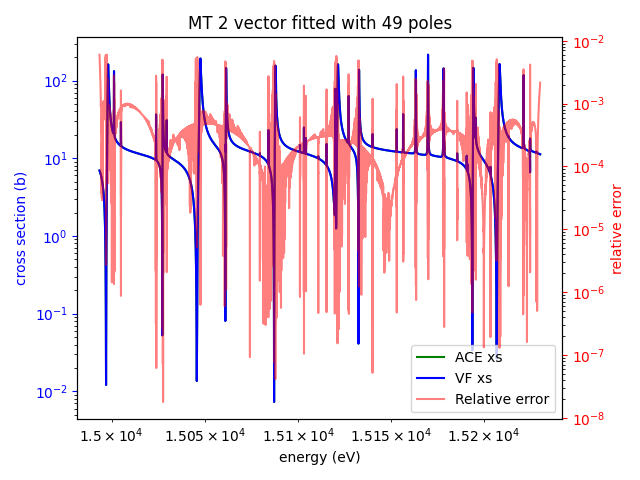 MT 2 vector fitted with 49 poles
10²
10¹
10⁰
10⁻¹
10⁻²
cross section (b)
10⁻²
10⁻³
10⁻⁴
10⁻⁵
10⁻⁶
10⁻⁷
10⁻⁸
relative error
ACE xs
VF xs
Relative error
1.5 × 10⁴ 1.505 × 10⁴ 1.51 × 10⁴ 1.515 × 10⁴ 1.52 × 10⁴
energy (eV)